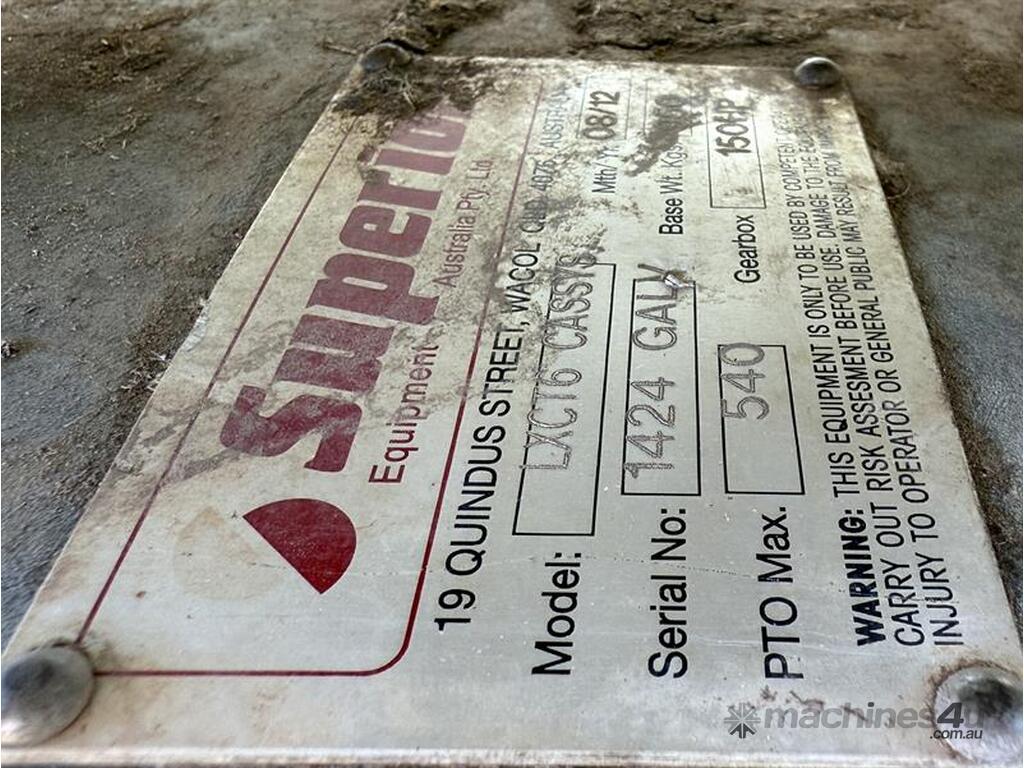 Superior
Equipment Australia Pty. Ltd.
19 QUINDUS STREET, WACOL QLD 4076, AUSTRALIA
Model: LXCT6 CASSYS Mth/Yr 08/12
Serial No: 1424 GALV Base Wt. Kgs
PTO Max. 540 Gearbox 150HP
WARNING: THIS EQUIPMENT IS ONLY TO BE USED BY COMPETENT
CARRY OUT RISK ASSESSMENT BEFORE USE. DAMAGE TO THE
INJURY TO OPERATOR OR GENERAL PUBLIC MAY RESULT FROM
machines4u
.com.au